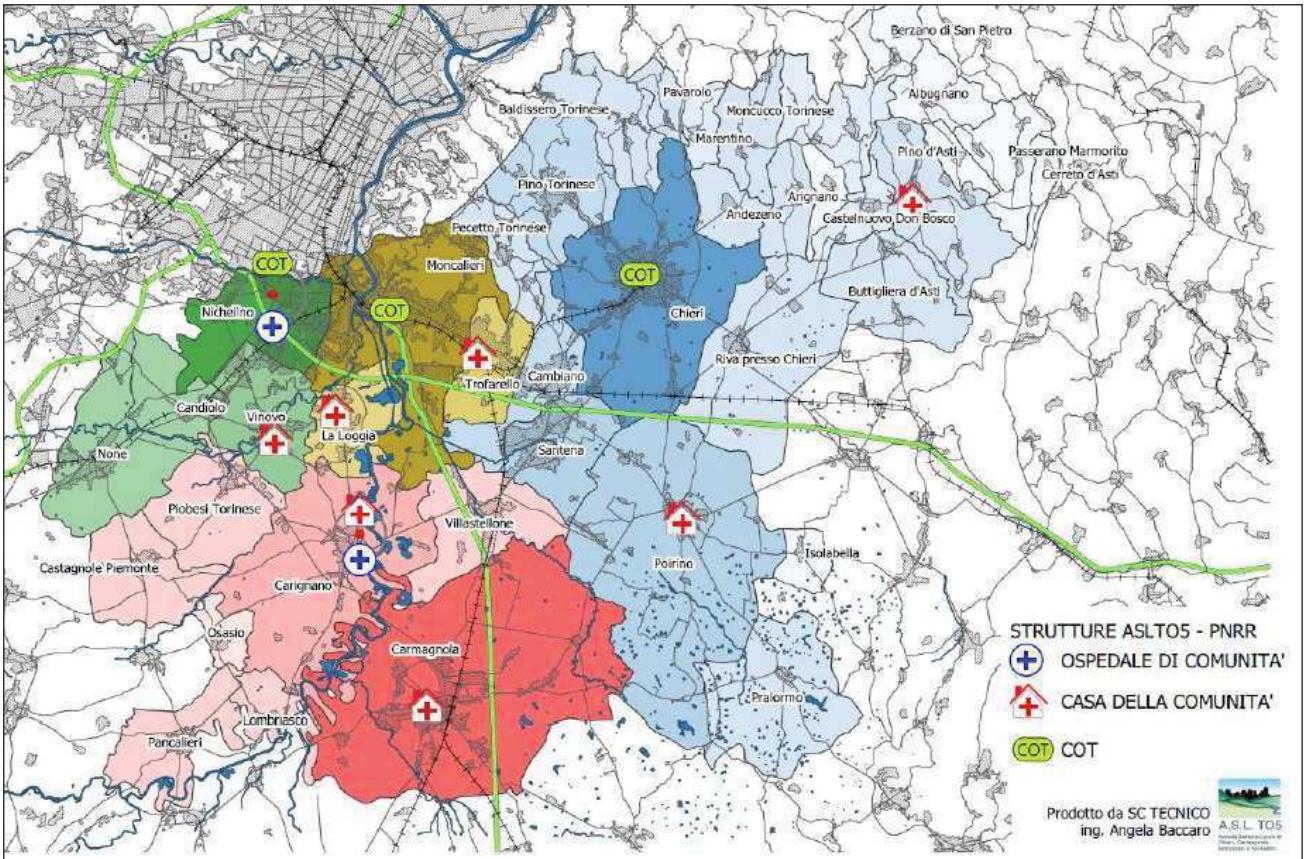 Berzano di San Pietro
Pavarolo
Albugnano
Baldissero Torinese
Moncucco Torinese
Marentino
Pino d'Asti
Passerano Marmorito
Cerreto d'Asti
Pino Torinese
Arignano
Andezeno
Castelnuovo Don Bosco
Pecetto Torinese
Moncalieri
COT
COT
Buttigliera d'Asti
Nichelino
COT
Chieri
Riva presso Chieri
Cambiano
Trofarello
Candiolo
Vinovo
La Loggia
None
Santena
Piobesi Torinese
Villastellone
Isolabella
Poirino
Castagnole Piemonte
Carignano
Osasio
Carmagnola
Pralormo
Lombriasco
Pancalieri
STRUTTURE ASLTO5 - PNRR
OSPEDALE DI COMUNITA'
CASA DELLA COMUNITA'
COT COT
Prodotto da SC TECNICO
ing. Angela Baccaro
A.S.L. TO5